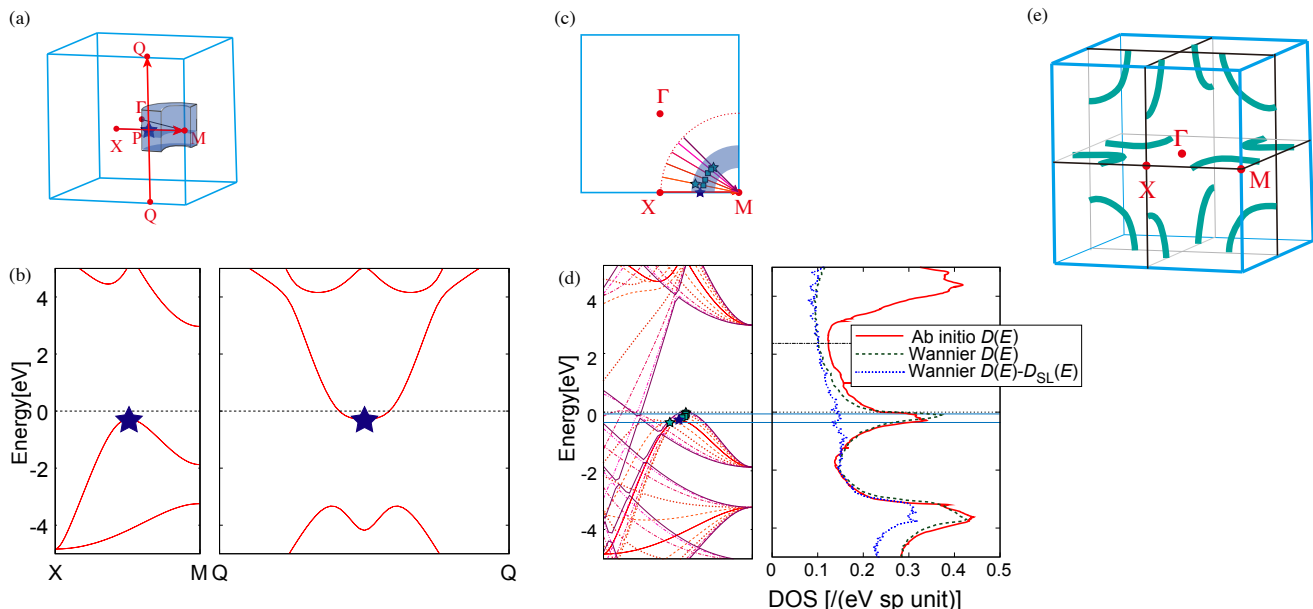 (a)
Q
Γ
P
X
M
Q
(b)
Energy[eV]
4
2
0
-2
-4
X
M
Q
Q
(c)
Γ
X
M
(d)
Energy[eV]
4
2
0
-2
-4
Ab initio D(E)
Wannier D(E)
Wannier D(E)-D_SL(E)
0
0.1
0.2
0.3
0.4
0.5
DOS [/(eV sp unit)]
(e)
Γ
X
M